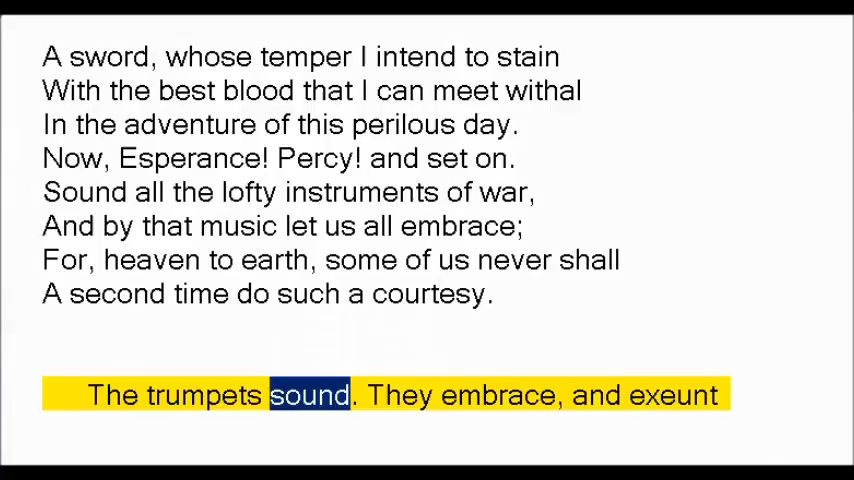 A sword, whose temper I intend to stain
With the best blood that I can meet withal
In the adventure of this perilous day.
Now, Esperance! Percy! and set on.
Sound all the lofty instruments of war,
And by that music let us all embrace;
For, heaven to earth, some of us never shall
A second time do such a courtesy.
The trumpets sound. They embrace, and exeunt